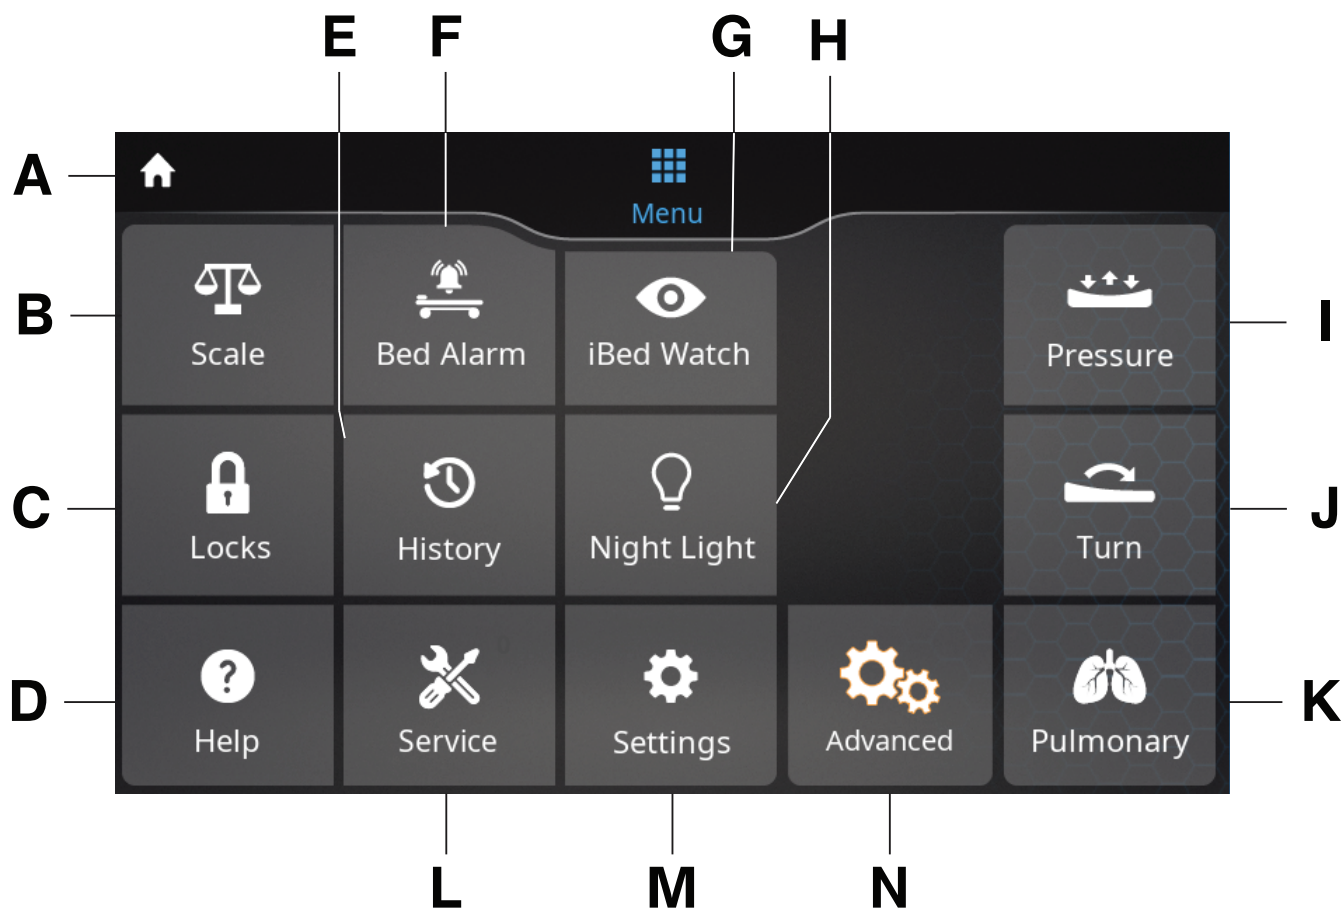 E F G H
A
Menu
B
Scale Bed Alarm iBed Watch Pressure
I
C
Locks History Night Light Turn
J
D
Help Service Settings Advanced Pulmonary
K
L M N